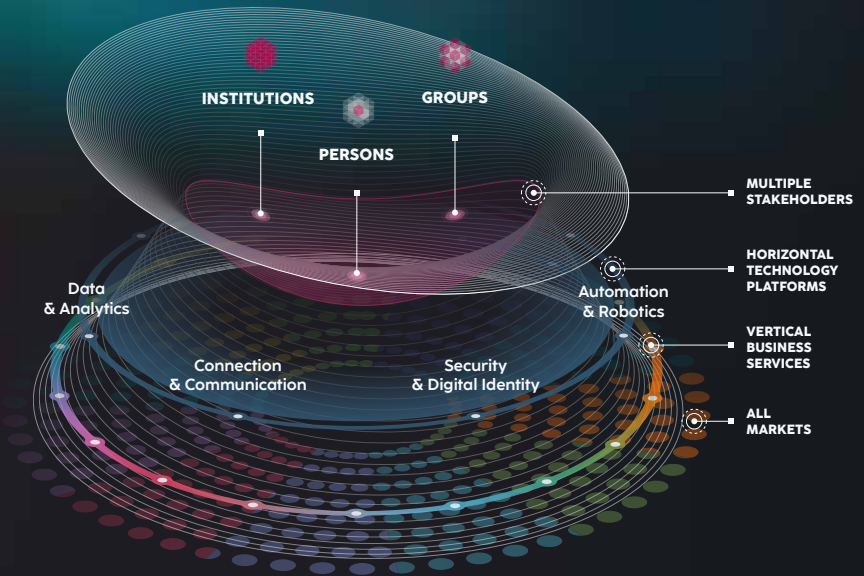 INSTITUTIONS
GROUPS
PERSONS
MULTIPLE
STAKEHOLDERS
HORIZONTAL
TECHNOLOGY
PLATFORMS
Data
& Analytics
Automation
& Robotics
VERTICAL
BUSINESS
SERVICES
Connection
& Communication
Security
& Digital Identity
ALL
MARKETS